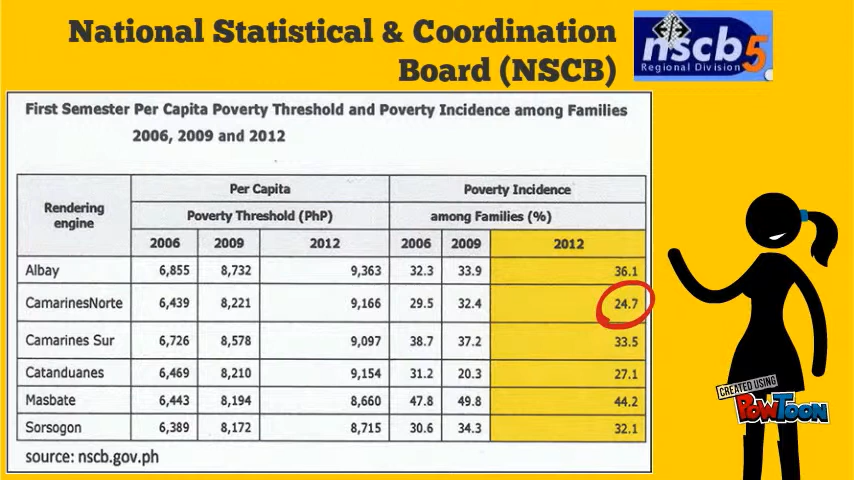 National Statistical & Coordination
Board (NSCB)
nscb5
Regional Division
First Semester Per Capita Poverty Threshold and Poverty Incidence among Families
2006, 2009 and 2012
Rendering engine Per Capita Poverty Incidence
Poverty Threshold (PhP) among Families (%)
2006 2009 2012 2006 2009 2012
Albay 6,855 8,732 9,363 32.3 33.9 36.1
CamarinesNorte 6,439 8,221 9,166 29.5 32.4 24.7
Camarines Sur 6,726 8,578 9,097 38.7 37.2 33.5
Catanduanes 6,469 8,210 9,154 31.2 20.3 27.1
Masbate 6,443 8,194 8,660 47.8 49.8 44.2
Sorsogon 6,389 8,172 8,715 30.6 34.3 32.1
source: nscb.gov.ph
CREATED USING
POWTOON